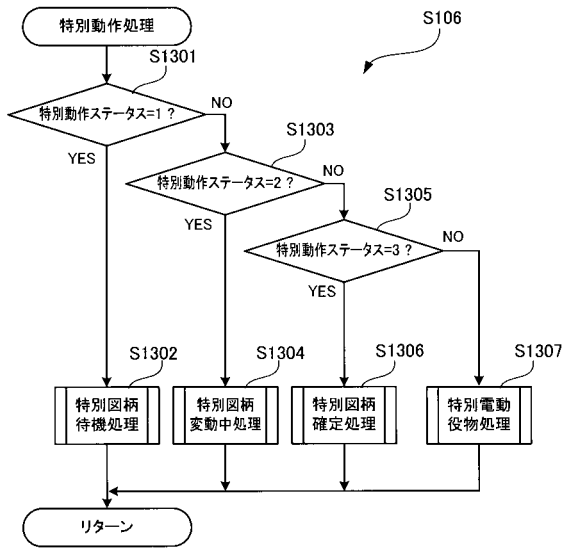 特別動作処理
S106
S1301
特別動作ステータス=1 ?
NO
YES
S1303
特別動作ステータス=2 ?
NO
YES
S1305
特別動作ステータス=3 ?
NO
YES
S1302
S1304
S1306
S1307
特別図柄
待機処理
特別図柄
変動中処理
特別図柄
確定処理
特別電動
役物処理
リターン